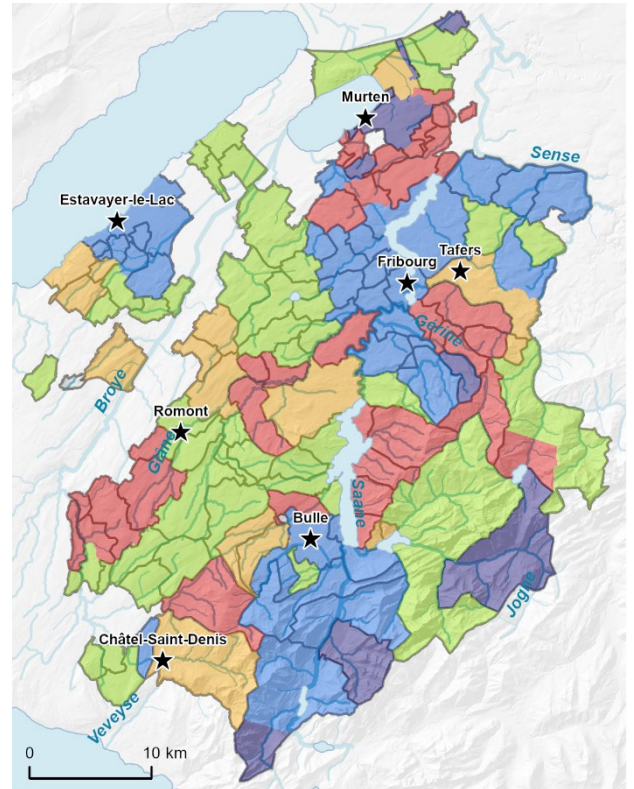 Murten
Sense
Estavayer-le-Lac
Tafers
Fribourg
Gérine
Broye
Romont
Glâne
Saane
Bulle
Jogne
Châtel-Saint-Denis
Veveyse
0 10 km